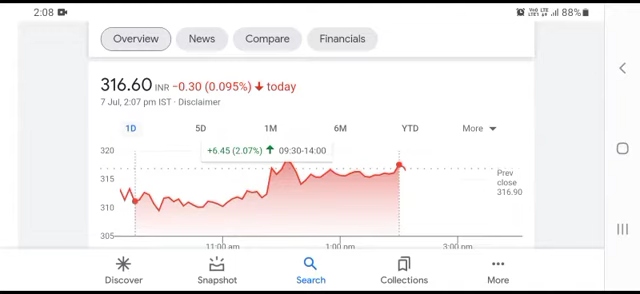 2:08 88%
Overview News Compare Financials
316.60 INR −0.30 (0.095%) today
7 Jul, 2:07 pm IST · Disclaimer
1D 5D 1M 6M YTD More
+6.45 (2.07%) 09:30-14:00
320
315
310
305
Prev
close
316.90
11:00 am 1:00 pm 3:00 pm
Discover Snapshot Search Collections More